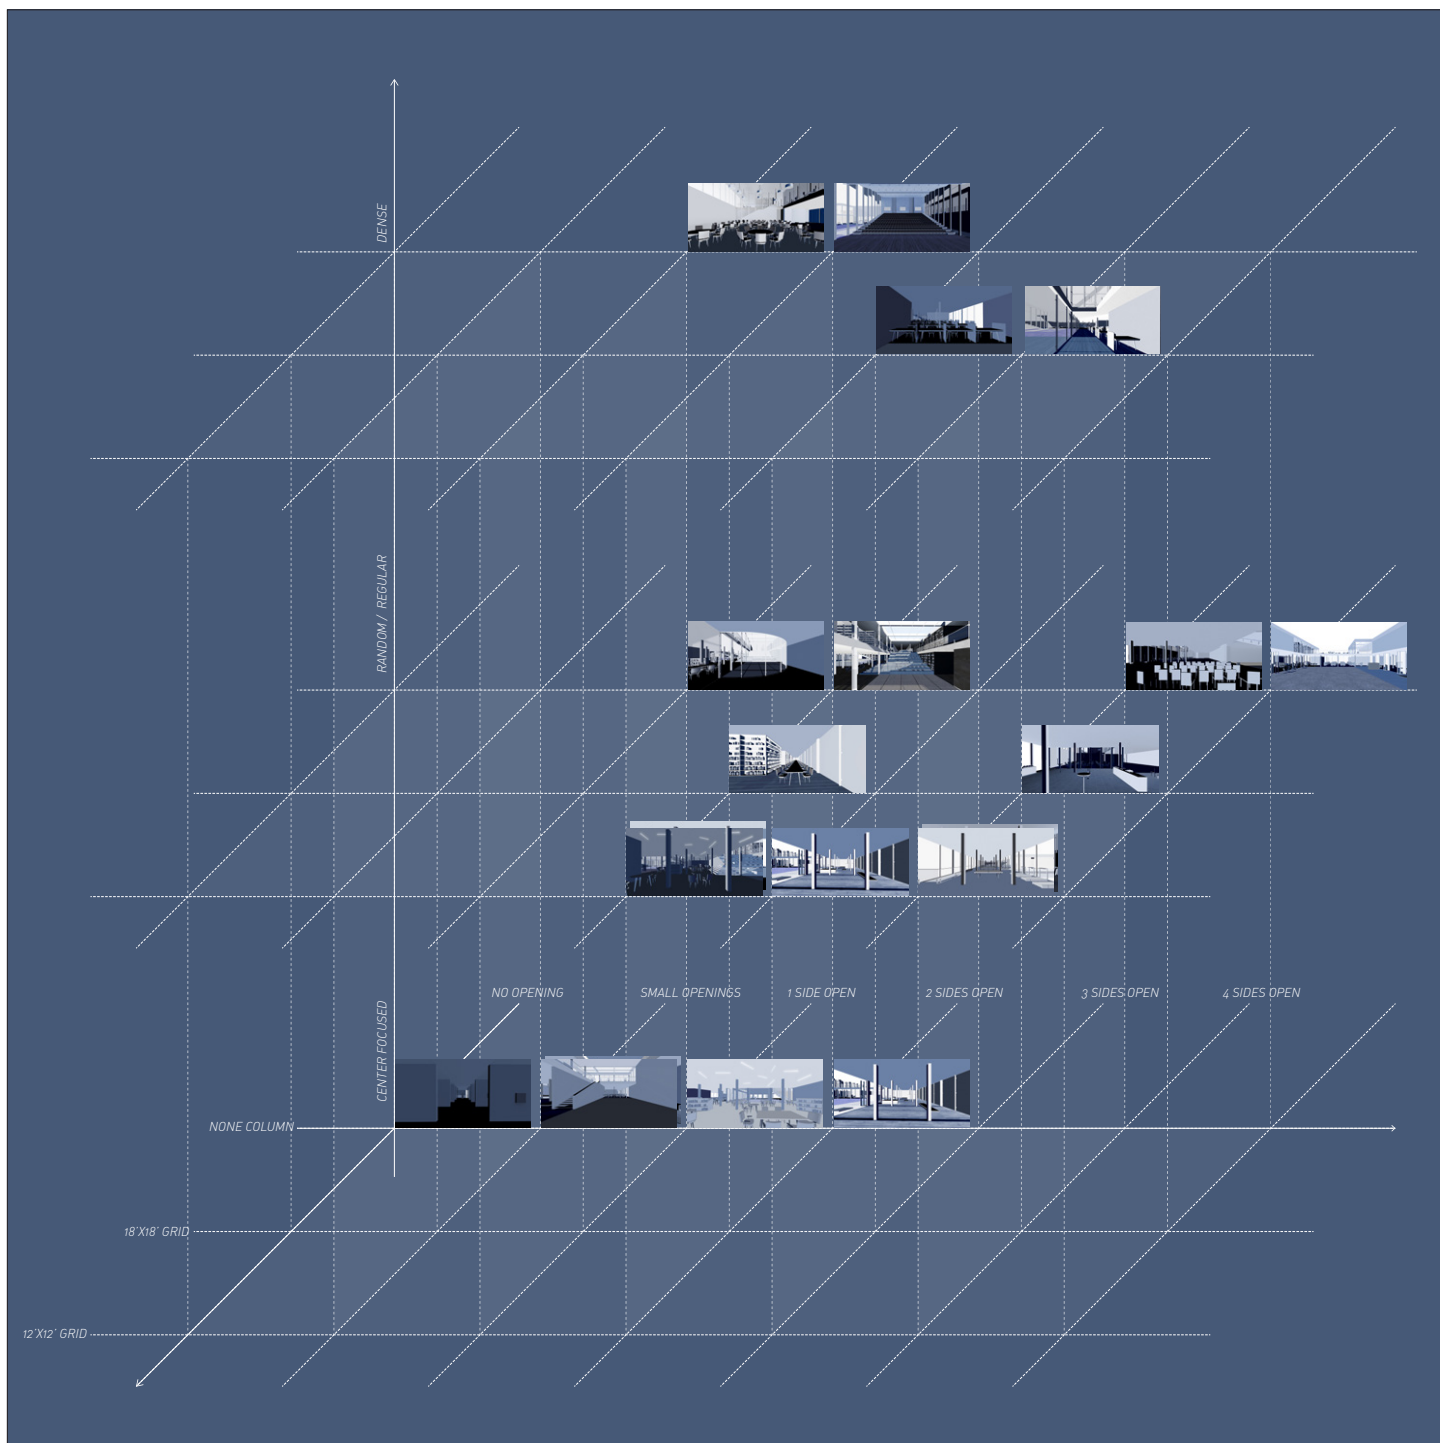 DENSE
RANDOM / REGULAR
CENTER FOCUSED
NO OPENING
SMALL OPENINGS
1 SIDE OPEN
2 SIDES OPEN
3 SIDES OPEN
4 SIDES OPEN
NONE COLUMN
18'X18' GRID
12'X12' GRID